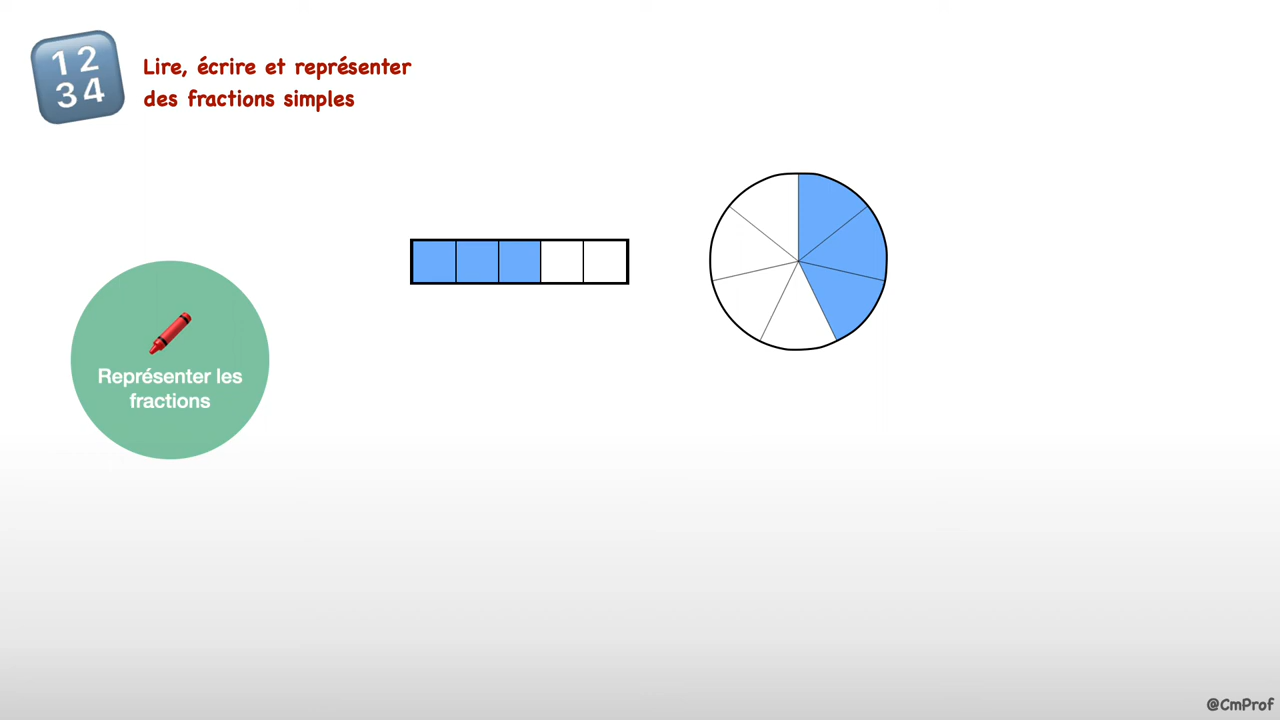 1 2
3 4
Lire, écrire et représenter
des fractions simples
Représenter les
fractions
@CmProf